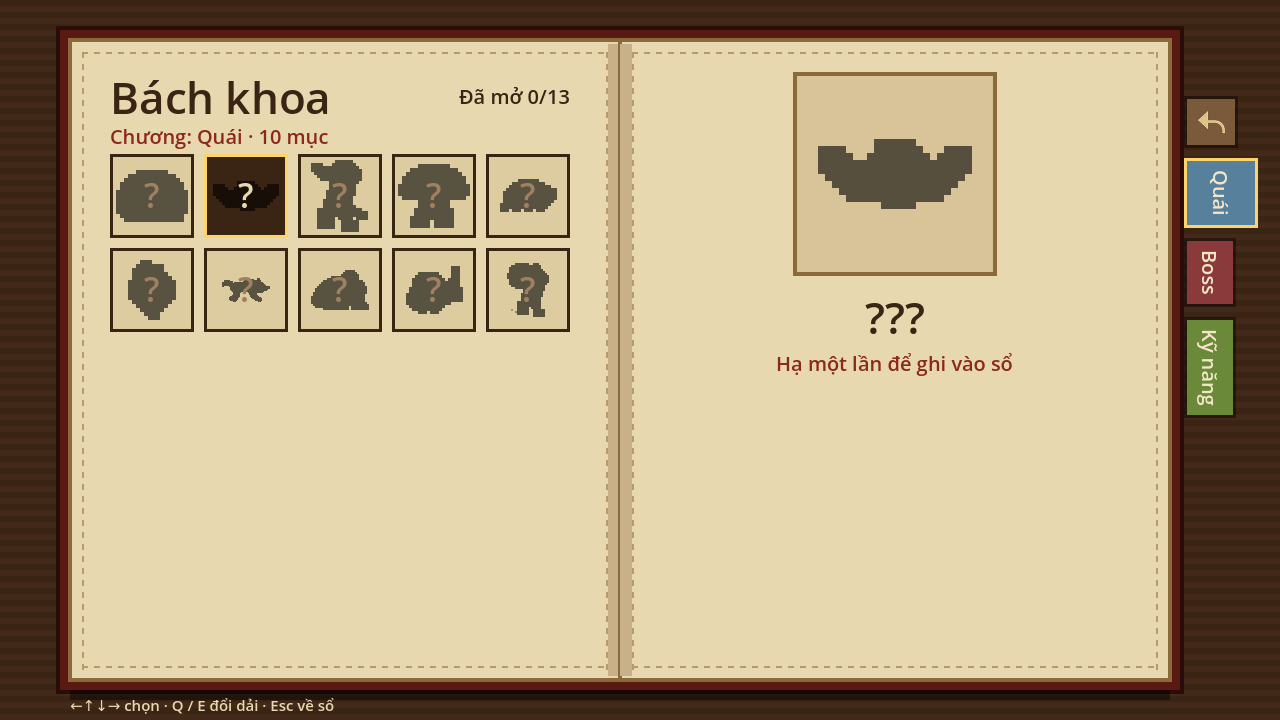 Bách khoa
Đã mở 0/13
Chương: Quái · 10 mục
? ? ? ? ?
? ? ? ? ?
???
Hạ một lần để ghi vào sổ
Quái
Boss
Kỹ năng
←↑↓→ chọn · Q / E đổi dải · Esc về sổ